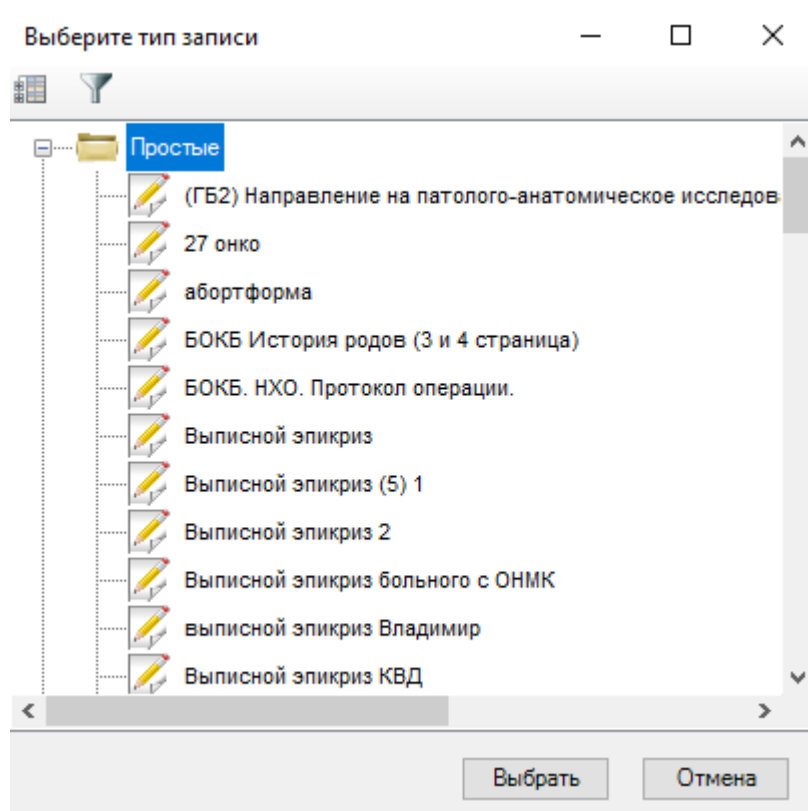 Выберите тип записи
Простые
(ГБ2) Направление на патолого-анатомическое исследов
27 онко
абортформа
БОКБ История родов (3 и 4 страница)
БОКБ. НХО. Протокол операции.
Выписной эпикриз
Выписной эпикриз (5) 1
Выписной эпикриз 2
Выписной эпикриз больного с ОНМК
выписной эпикриз Владимир
Выписной эпикриз КВД
Выбрать Отмена